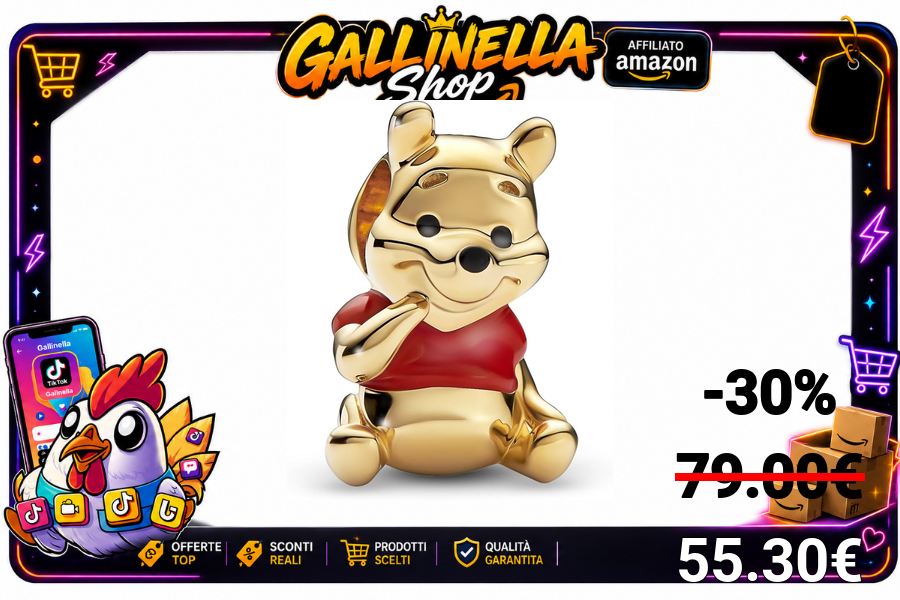 GALLINELLA
Shop
AFFILIATO
amazon
Gallinella
TikTok
Gallinella
-30%
79.00€
55.30€
OFFERTE
TOP
SCONTI
REALI
PRODOTTI
SCELTI
QUALITÀ
GARANTITA